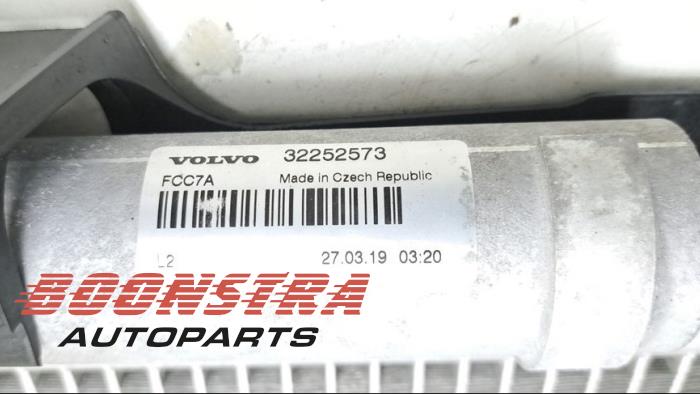 VOLVO 32252573
FCC7A Made in Czech Republic
L2 27.03.19 03:20
BOONSTRA
AUTOPARTS